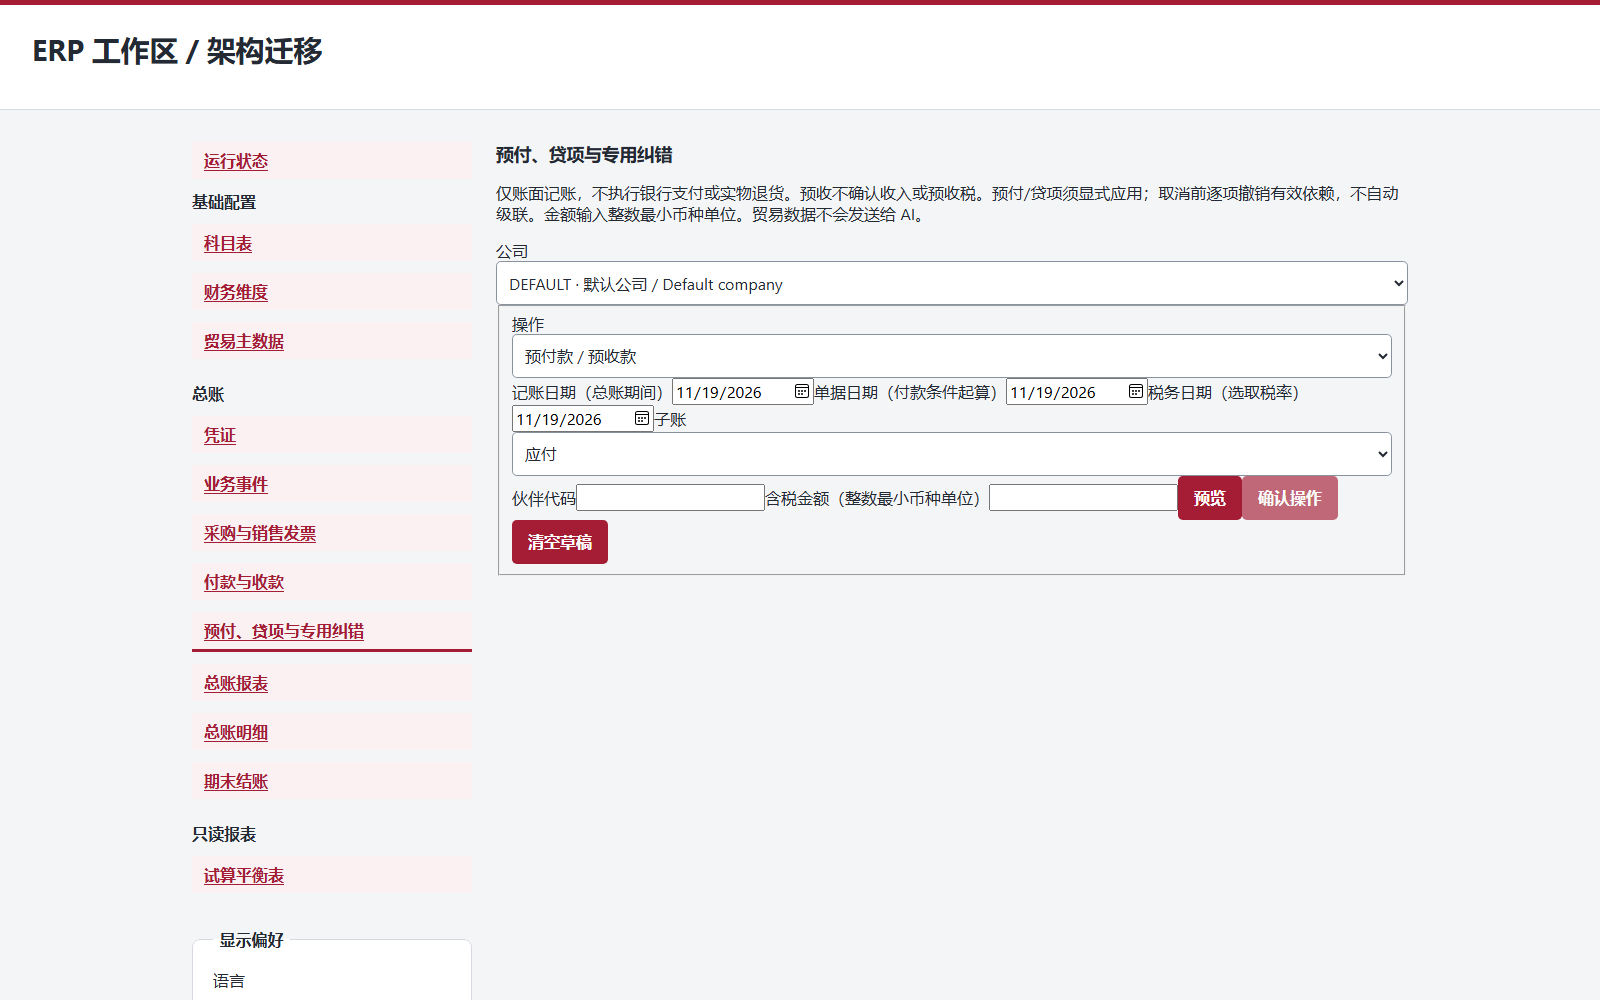 ERP 工作区 / 架构迁移
运行状态
基础配置
科目表
财务维度
贸易主数据
总账
凭证
业务事件
采购与销售发票
付款与收款
预付、贷项与专用纠错
总账报表
总账明细
期末结账
只读报表
试算平衡表
显示偏好
语言
预付、贷项与专用纠错
仅账面记账，不执行银行支付或实物退货。预收不确认收入或预收税。预付/贷项须显式应用；取消前逐项撤销有效依赖，不自动
级联。金额输入整数最小币种单位。贸易数据不会发送给 AI。
公司
DEFAULT · 默认公司 / Default company
操作
预付款 / 预收款
记账日期（总账期间） 11/19/2026 单据日期（付款条件起算） 11/19/2026 税务日期（选取税率）
11/19/2026 子账
应付
伙伴代码 含税金额（整数最小币种单位） 预览 确认操作
清空草稿